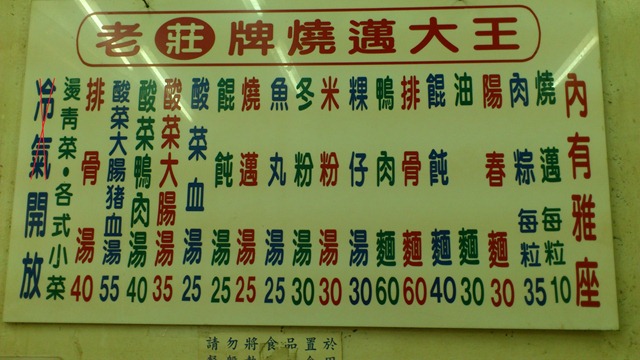 老莊牌燒邁大王
內有雅座
燒邁每粒10
肉粽每粒35
陽春麵30
油麵30
餛飩麵40
排骨麵60
鴨肉麵60
粿仔湯30
米粉湯30
冬粉湯30
魚丸湯25
燒邁湯25
餛飩湯25
酸菜血湯25
酸菜大腸湯35
酸菜鴨肉湯40
酸菜大腸猪血湯55
排骨湯40
燙青菜·各式小菜
冷氣開放
請勿將食品置於